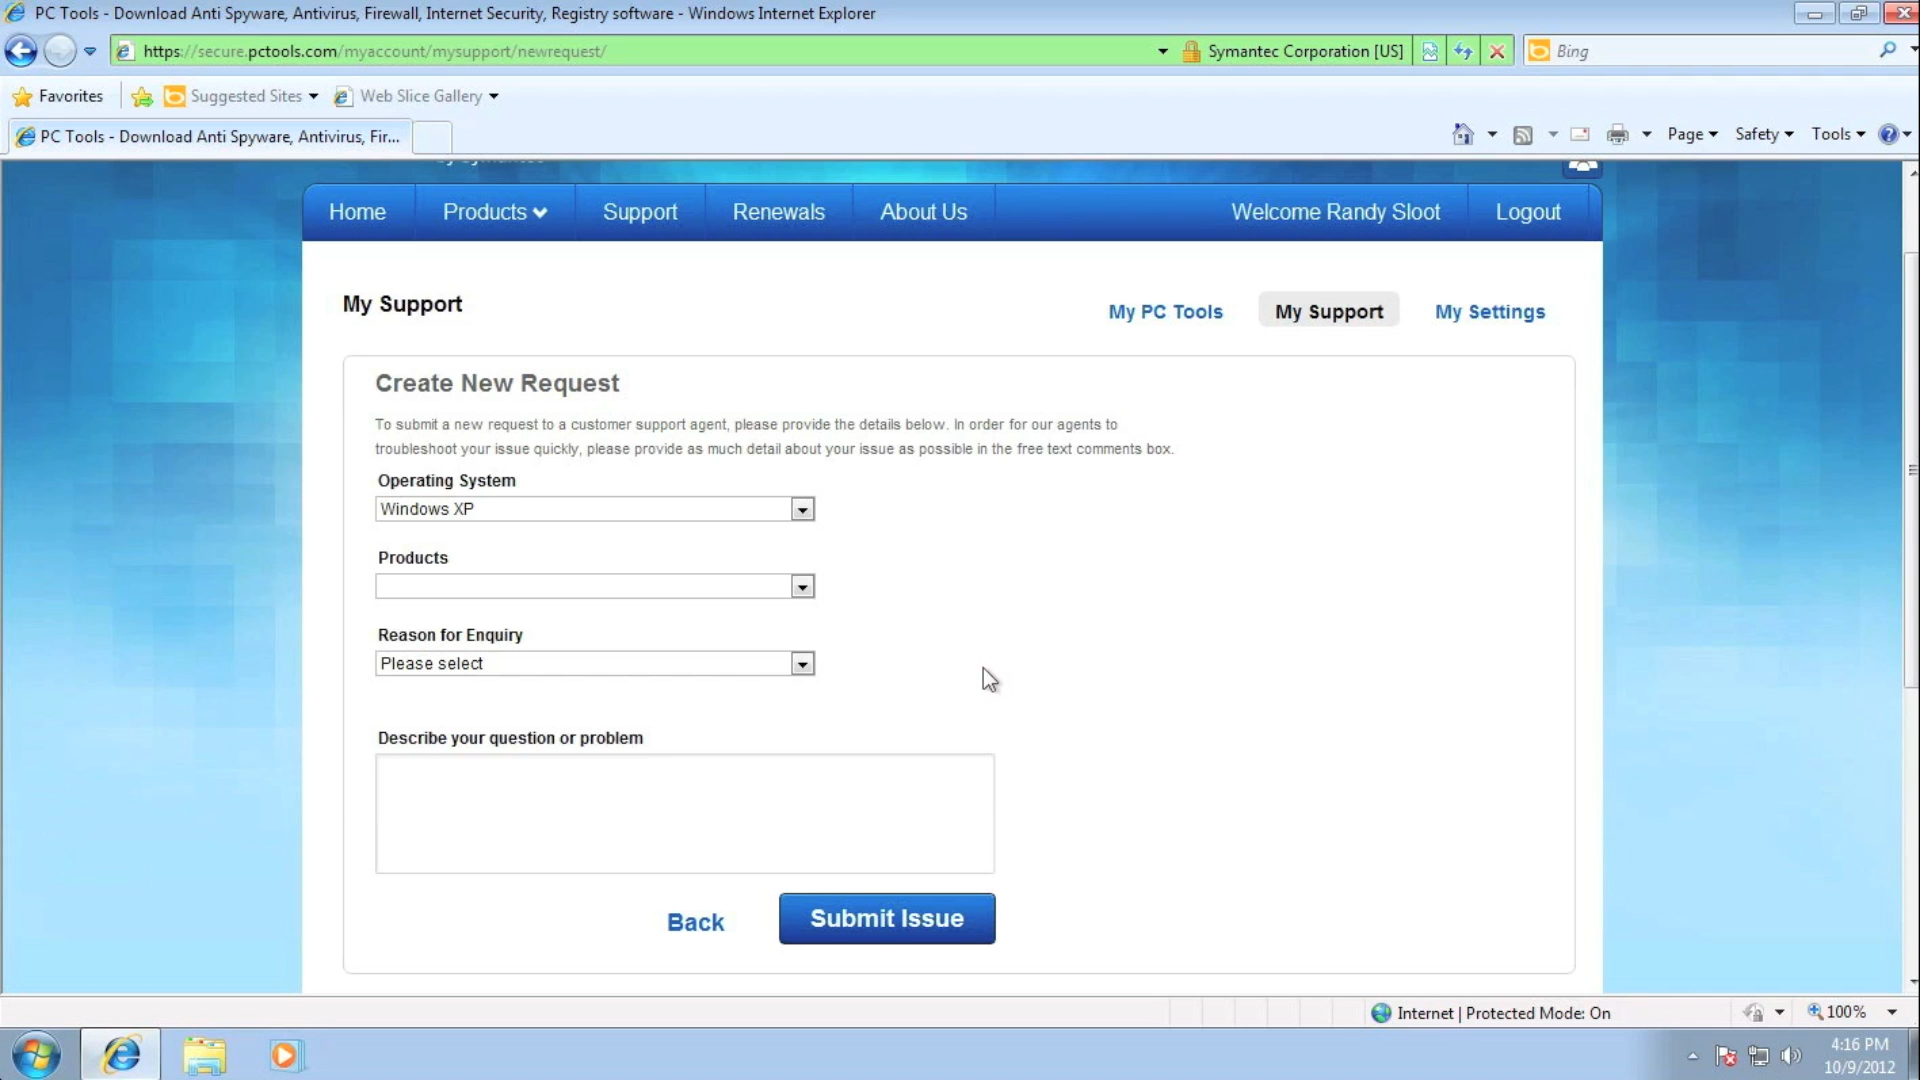 PC Tools - Download Anti Spyware, Antivirus, Firewall, Internet Security, Registry software - Windows Internet Explorer
https://secure.pctools.com/myaccount/mysupport/newrequest/
Symantec Corporation [US]
Bing
Favorites
Suggested Sites
Web Slice Gallery
PC Tools - Download Anti Spyware, Antivirus, Fir...
Page
Safety
Tools
by Symantec
Home
Products
Support
Renewals
About Us
Welcome Randy Sloot
Logout
My Support
My PC Tools
My Support
My Settings
Create New Request
To submit a new request to a customer support agent, please provide the details below. In order for our agents to
troubleshoot your issue quickly, please provide as much detail about your issue as possible in the free text comments box.
Operating System
Windows XP
Products
Reason for Enquiry
Please select
Describe your question or problem
Back
Submit Issue
Internet | Protected Mode: On
100%
4:16 PM
10/9/2012